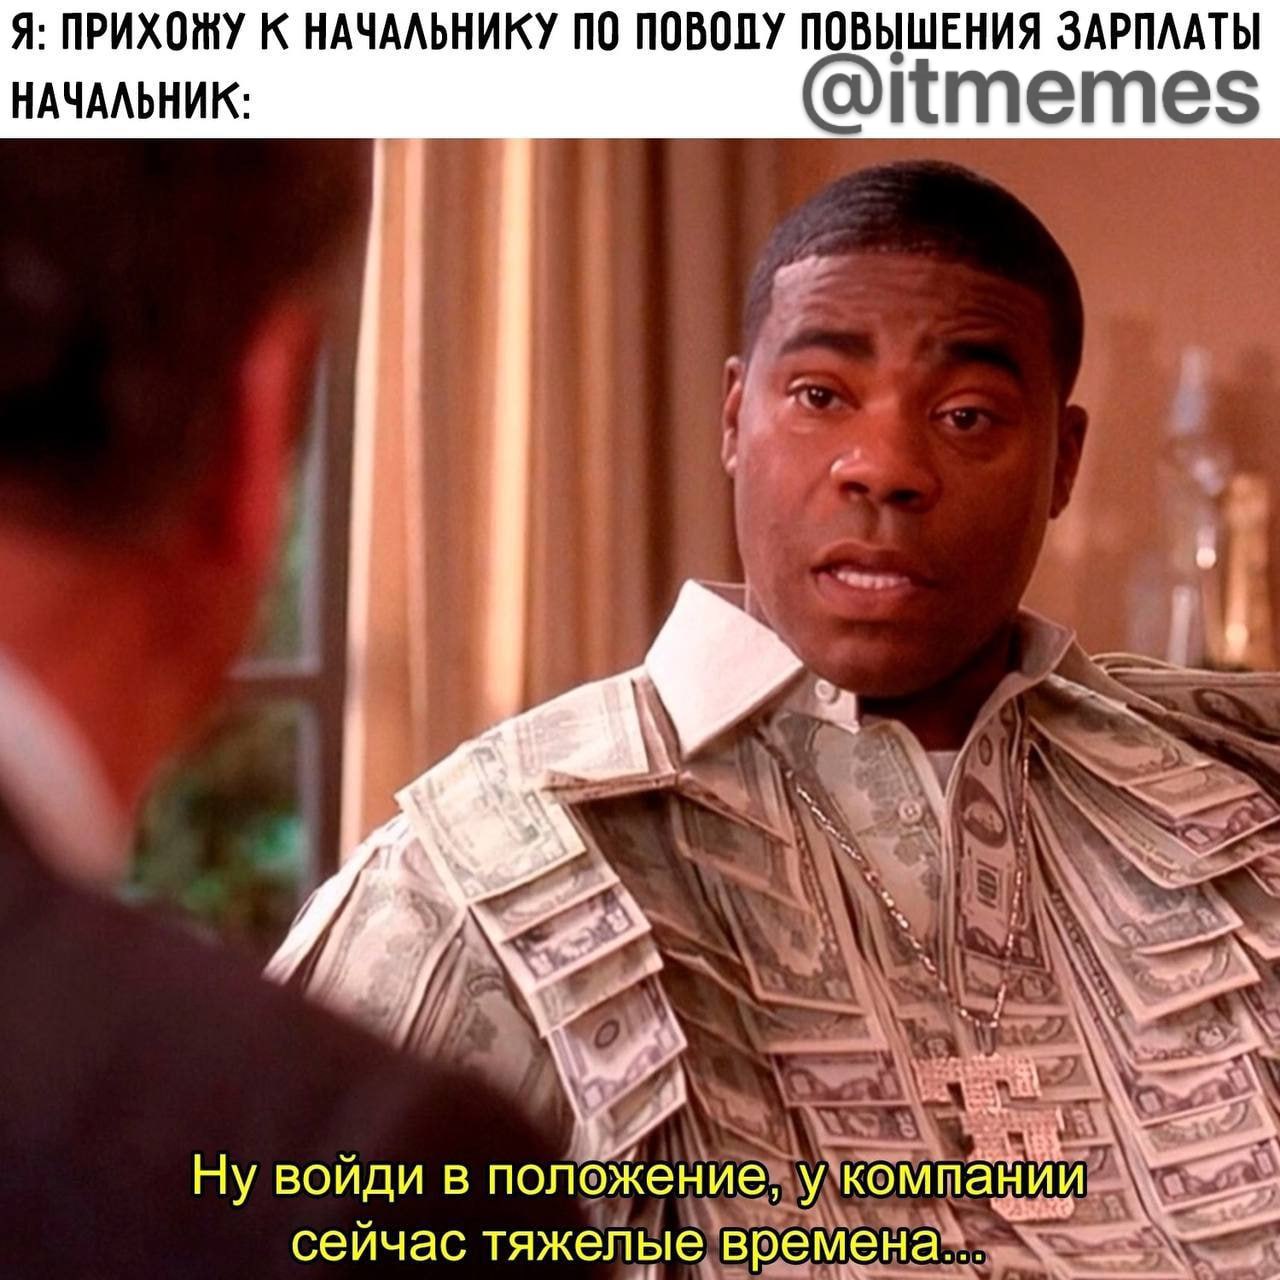 Я: ПРИХОЖУ К НАЧАЛЬНИКУ ПО ПОВОДУ ПОВЫШЕНИЯ ЗАРПЛАТЫ
НАЧАЛЬНИК:
@itmemes
Ну войди в положение, у компании
сейчас тяжелые времена...